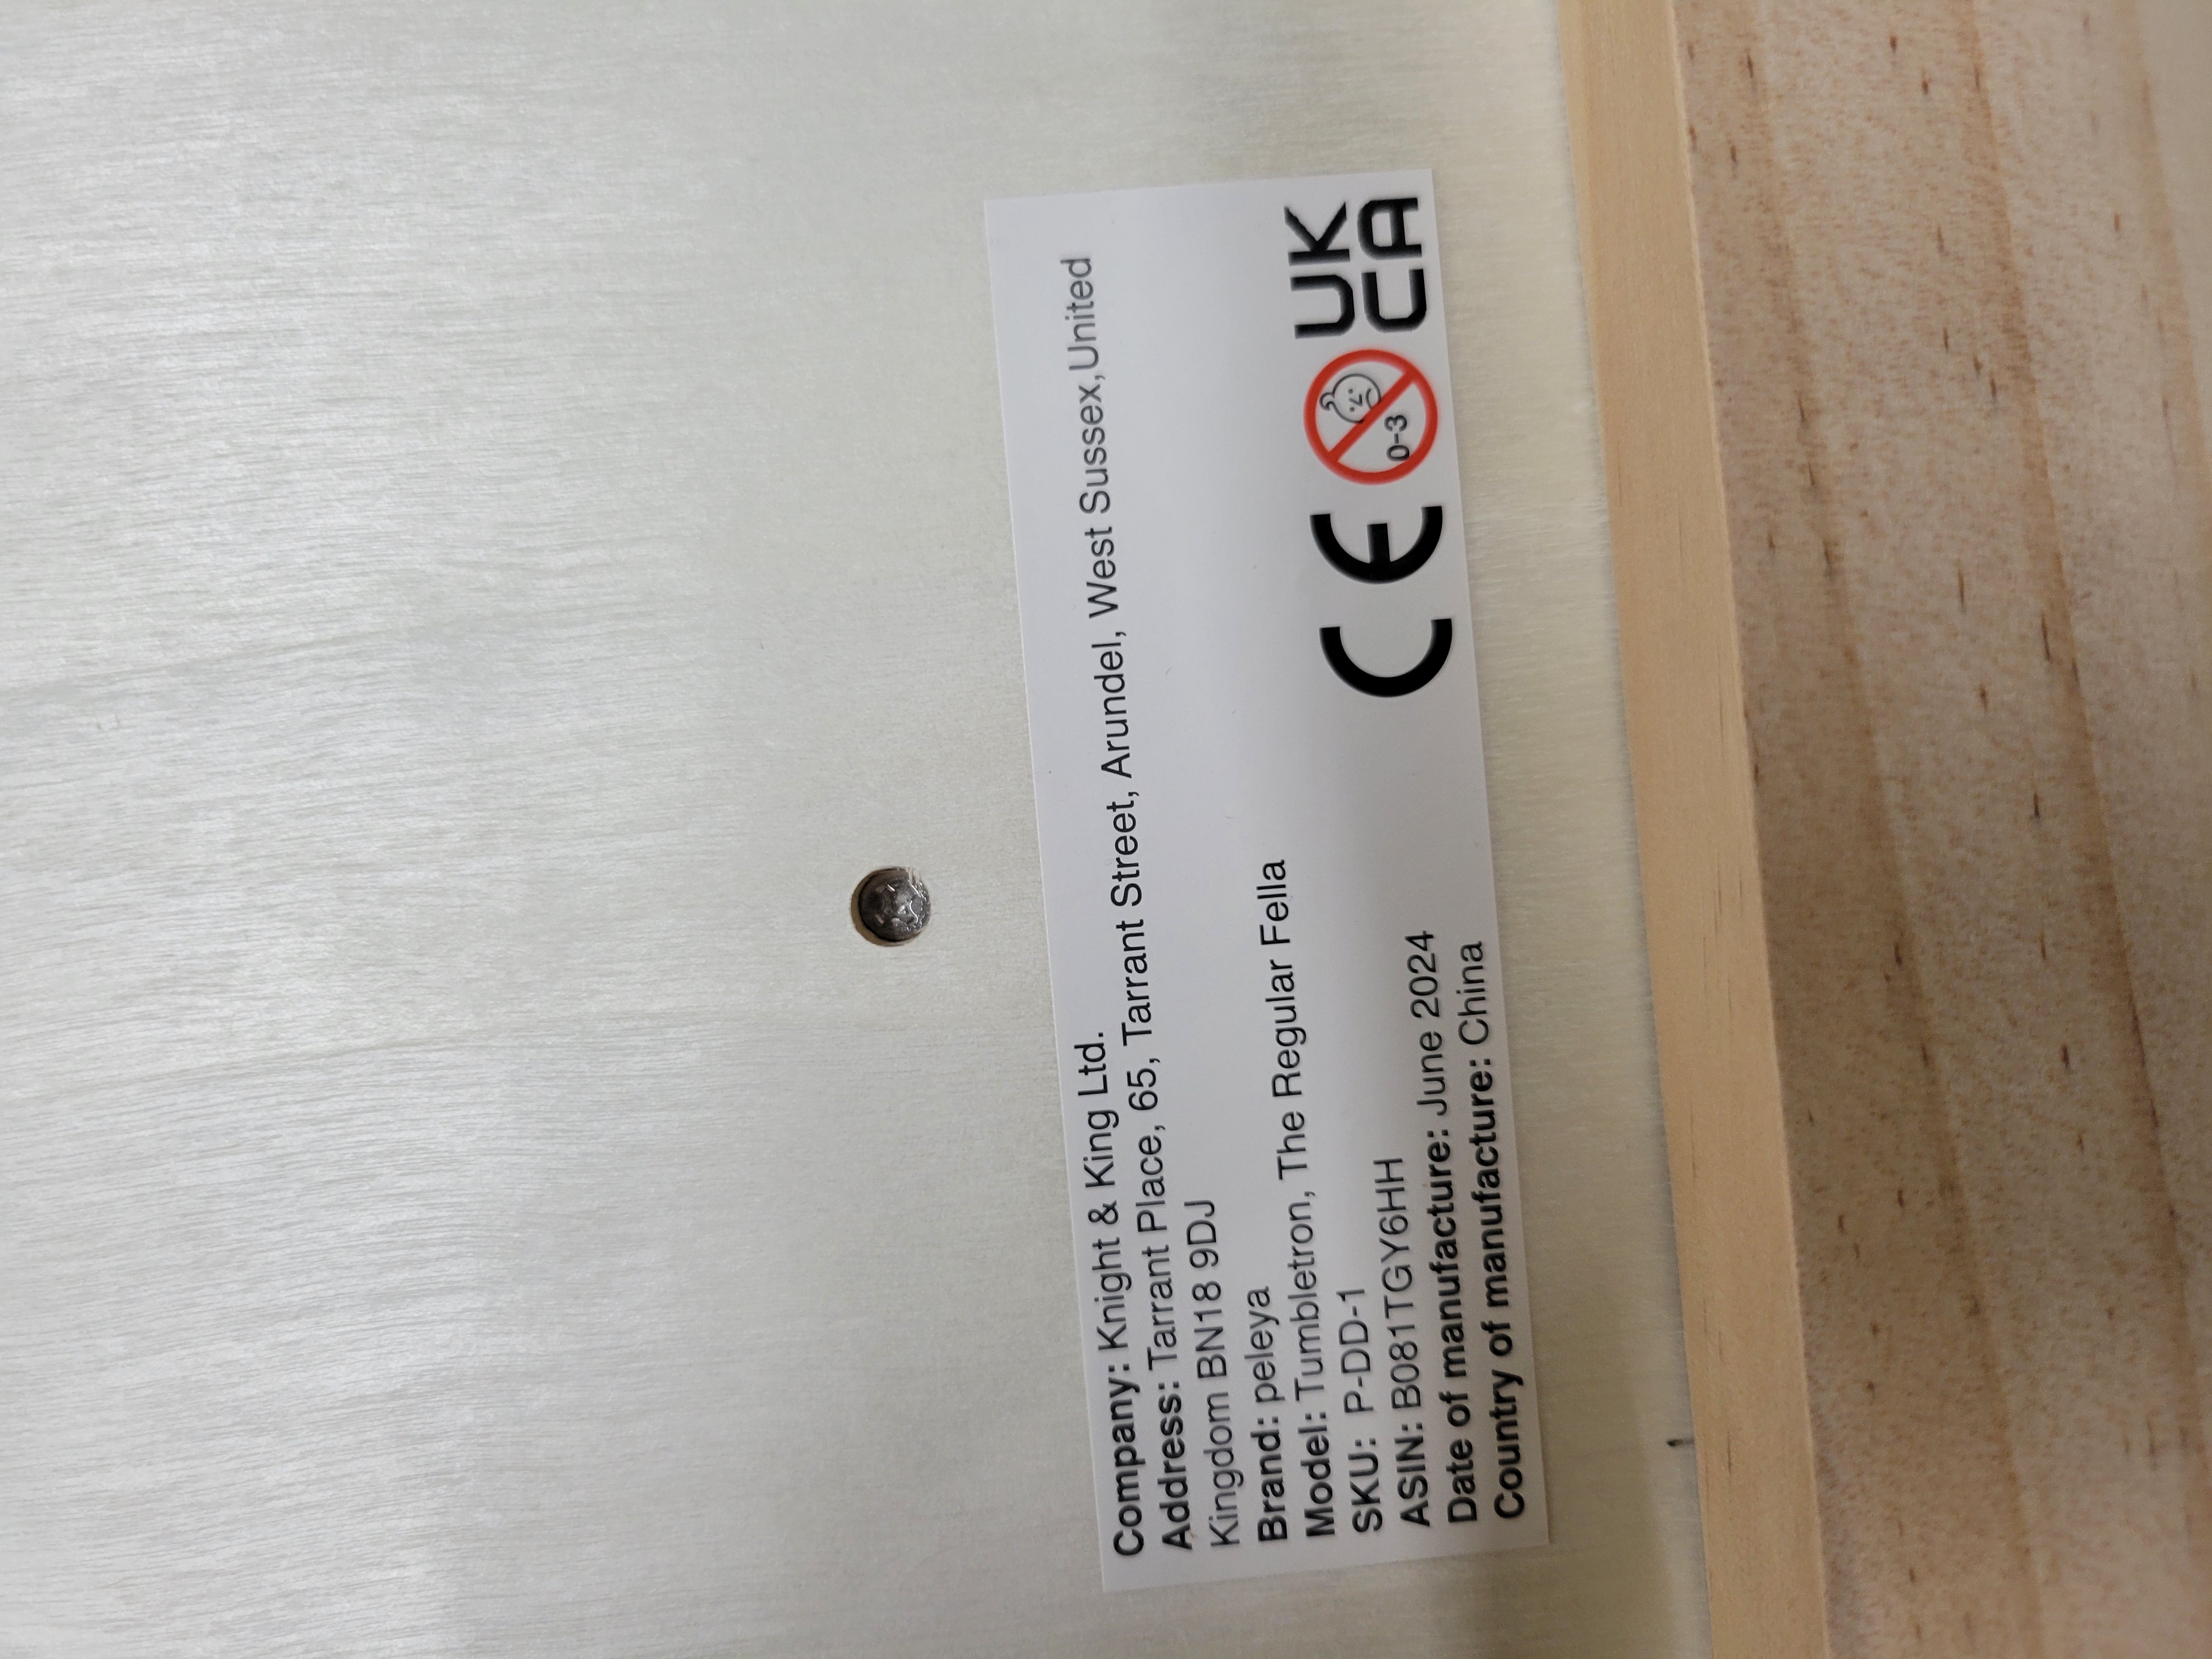 Company: Knight & King Ltd.
Address: Tarrant Place, 65, Tarrant Street, Arundel, West Sussex,United
Kingdom BN18 9DJ
Brand: peleya
Model: Tumbletron, The Regular Fella
SKU: P-DD-1
ASIN: B081TGY6HH
Date of manufacture: June 2024
Country of manufacture: China
CE
0-3
UK
CA